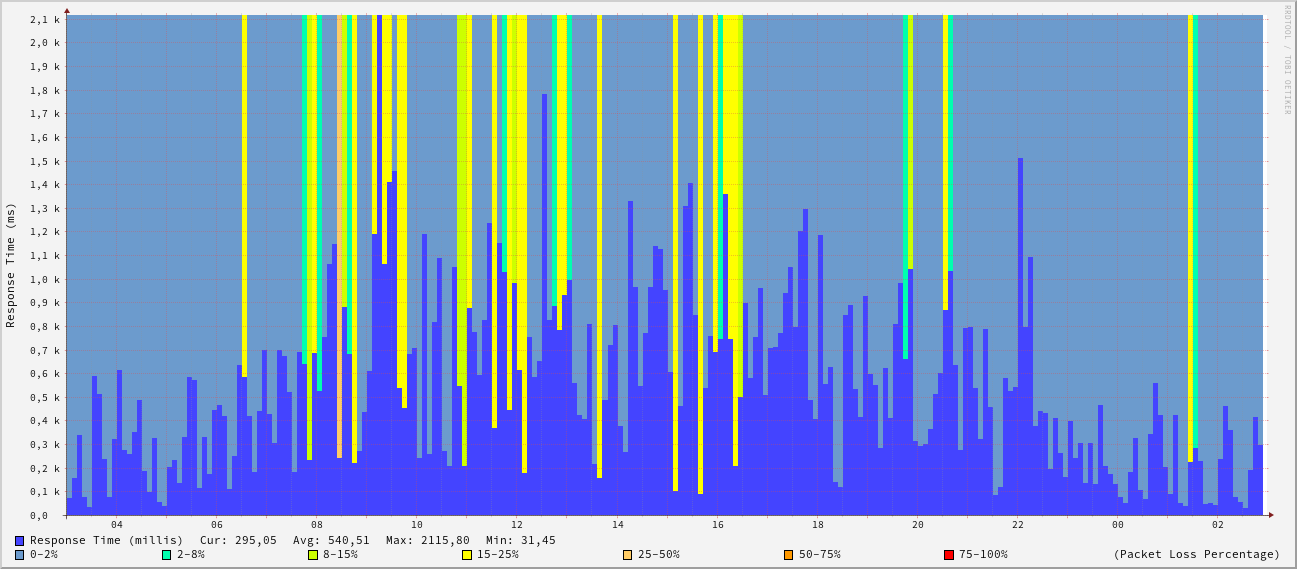 RRDTOOL / TOBI OETIKER
Response Time (ms)
2,1 k
2,0 k
1,9 k
1,8 k
1,7 k
1,6 k
1,5 k
1,4 k
1,3 k
1,2 k
1,1 k
1,0 k
0,9 k
0,8 k
0,7 k
0,6 k
0,5 k
0,4 k
0,3 k
0,2 k
0,1 k
0,0
04 06 08 10 12 14 16 18 20 22 00 02
Response Time (millis) Cur: 295,05 Avg: 540,51 Max: 2115,80 Min: 31,45
0-2% 2-8% 8-15% 15-25% 25-50% 50-75% 75-100% (Packet Loss Percentage)